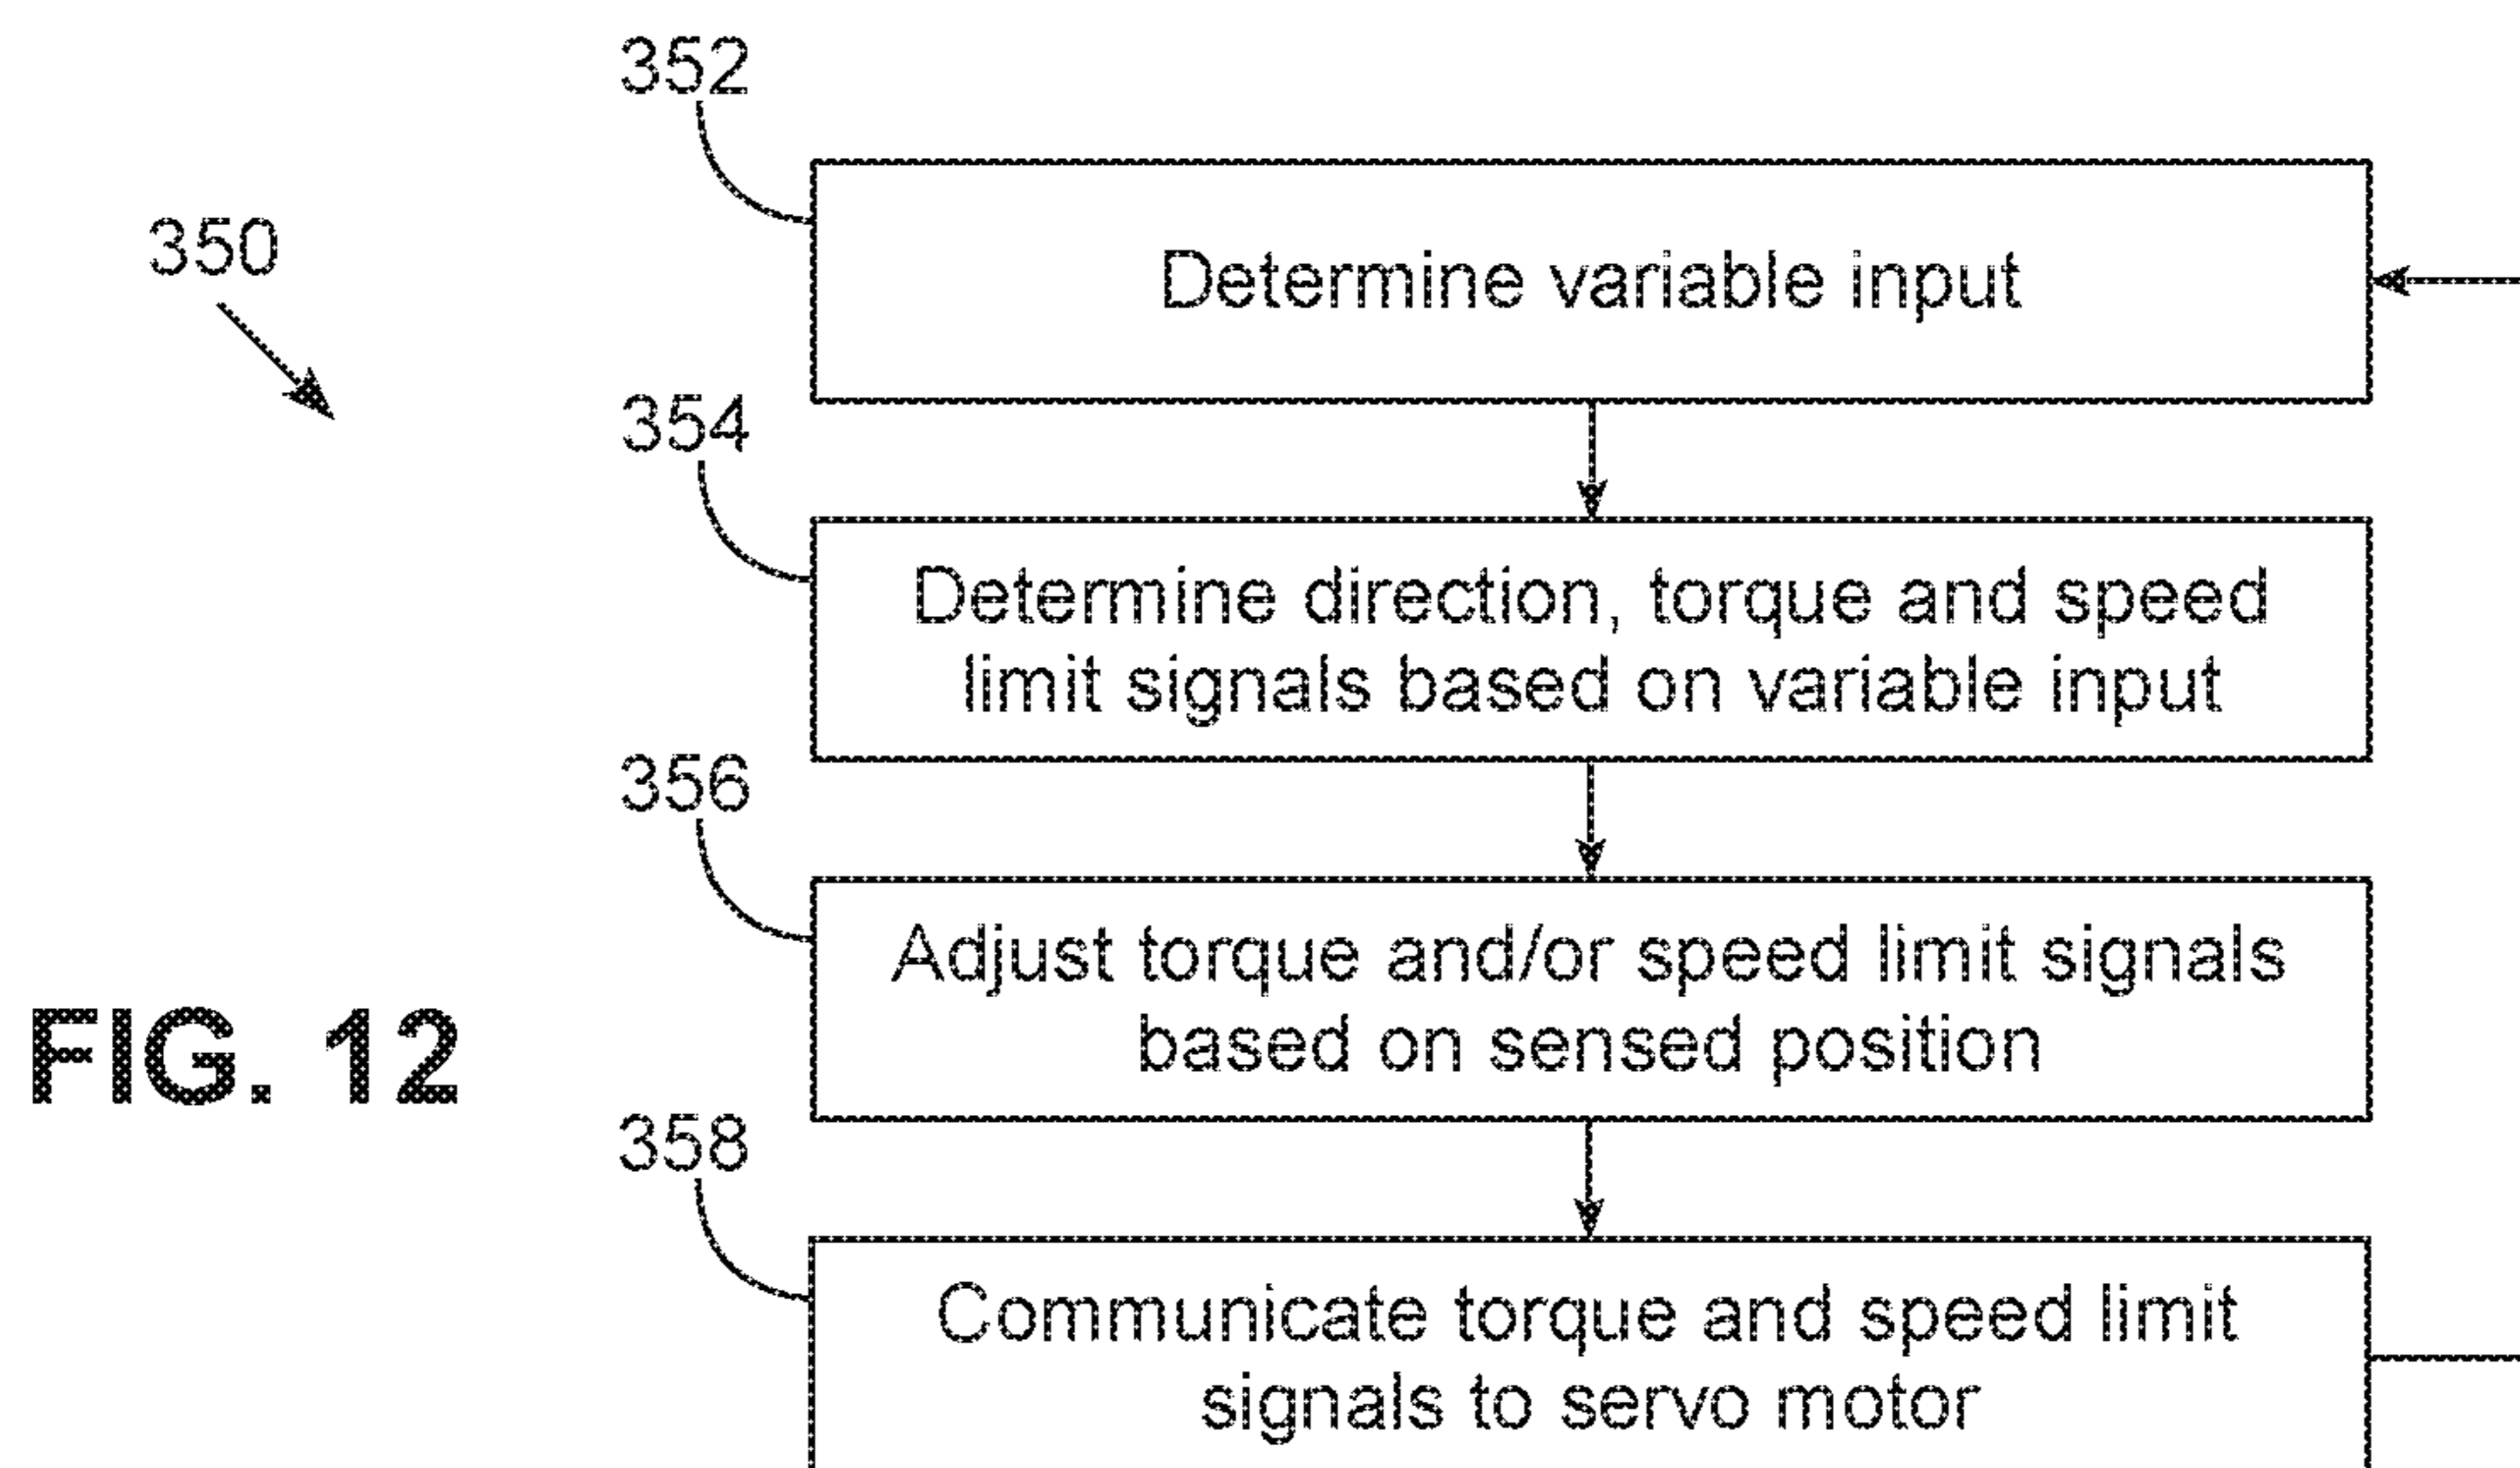 352
350
Determine variable input
354
Determine direction, torque and speed
limit signals based on variable input
356
Adjust torque and/or speed limit signals
based on sensed position
FIG. 12
358
Communicate torque and speed limit
signals to servo motor